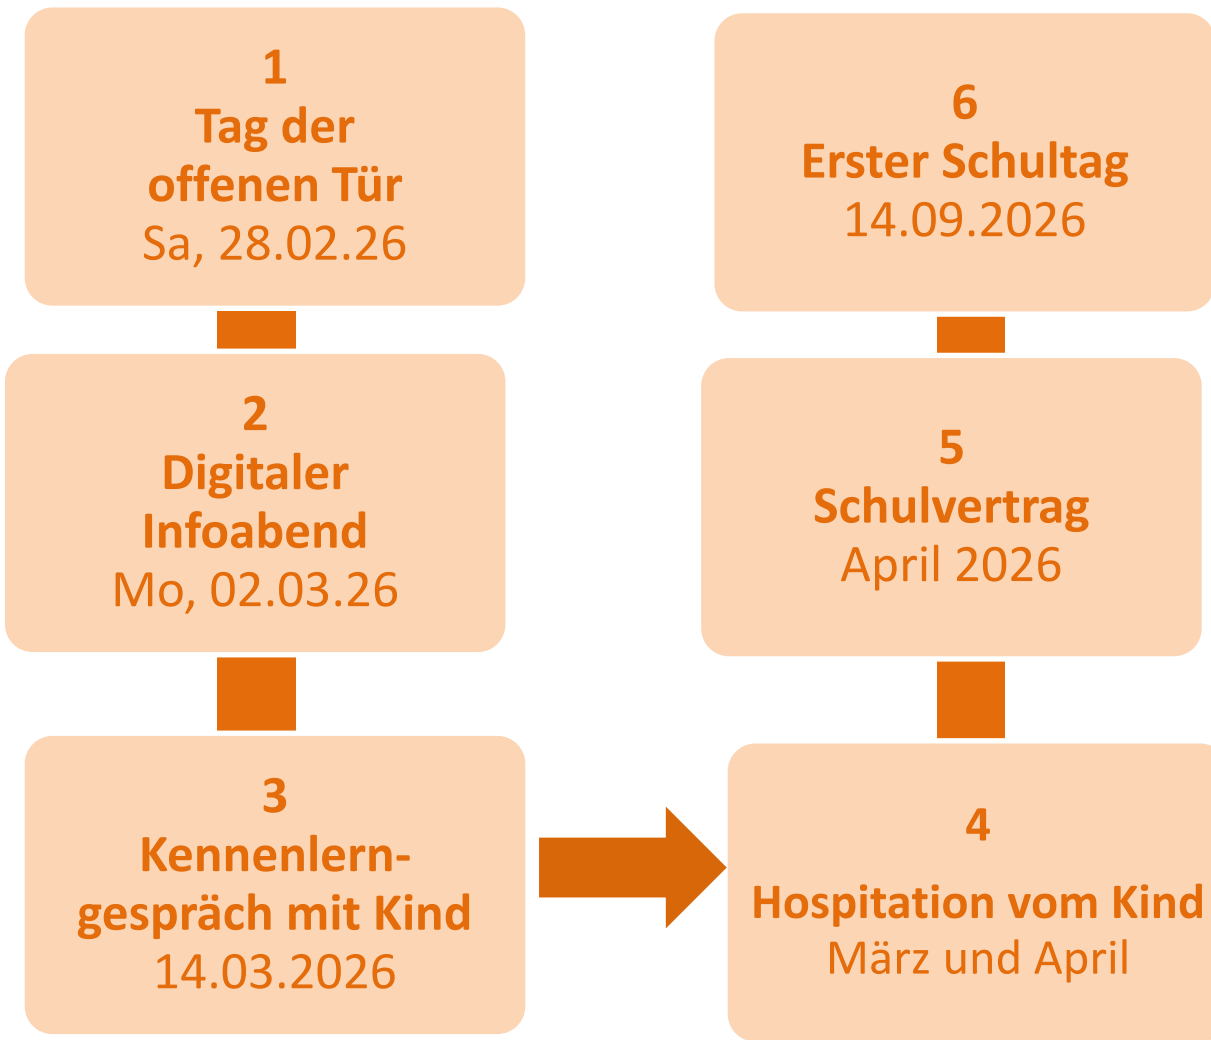 1
Tag der
offenen Tür
Sa, 28.02.26
2
Digitaler
Infoabend
Mo, 02.03.26
3
Kennenlern-
gespräch mit Kind
14.03.2026
4
Hospitation vom Kind
März und April
5
Schulvertrag
April 2026
6
Erster Schultag
14.09.2026